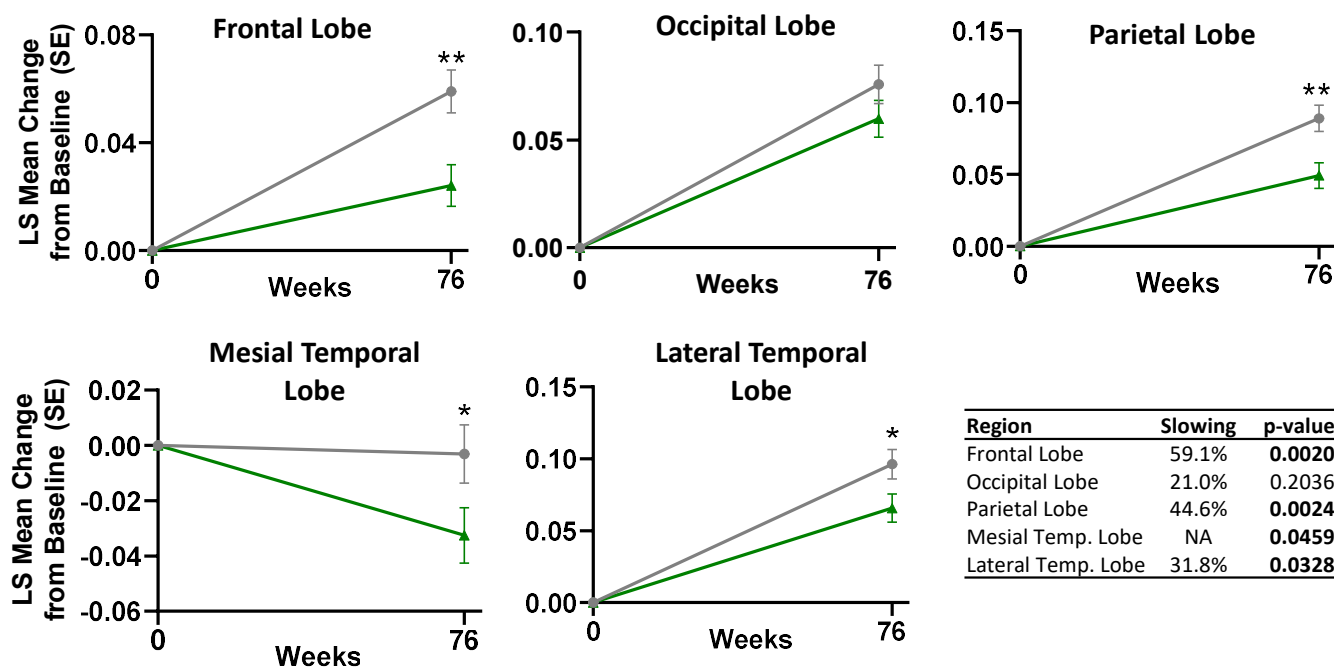 Frontal Lobe
LS Mean Change
from Baseline (SE)
0.08
**
0.04
0.00
0
Weeks
76
Occipital Lobe
0.10
0.05
0.00
0
Weeks
76
Parietal Lobe
0.15
**
0.10
0.05
0.00
0
Weeks
76
Mesial Temporal
Lobe
LS Mean Change
from Baseline (SE)
0.02
*
0.00
-0.02
-0.04
-0.06
0
Weeks
76
Lateral Temporal
Lobe
0.15
*
0.10
0.05
0.00
0
Weeks
76
Region Slowing p-value
Frontal Lobe 59.1% 0.0020
Occipital Lobe 21.0% 0.2036
Parietal Lobe 44.6% 0.0024
Mesial Temp. Lobe NA 0.0459
Lateral Temp. Lobe 31.8% 0.0328